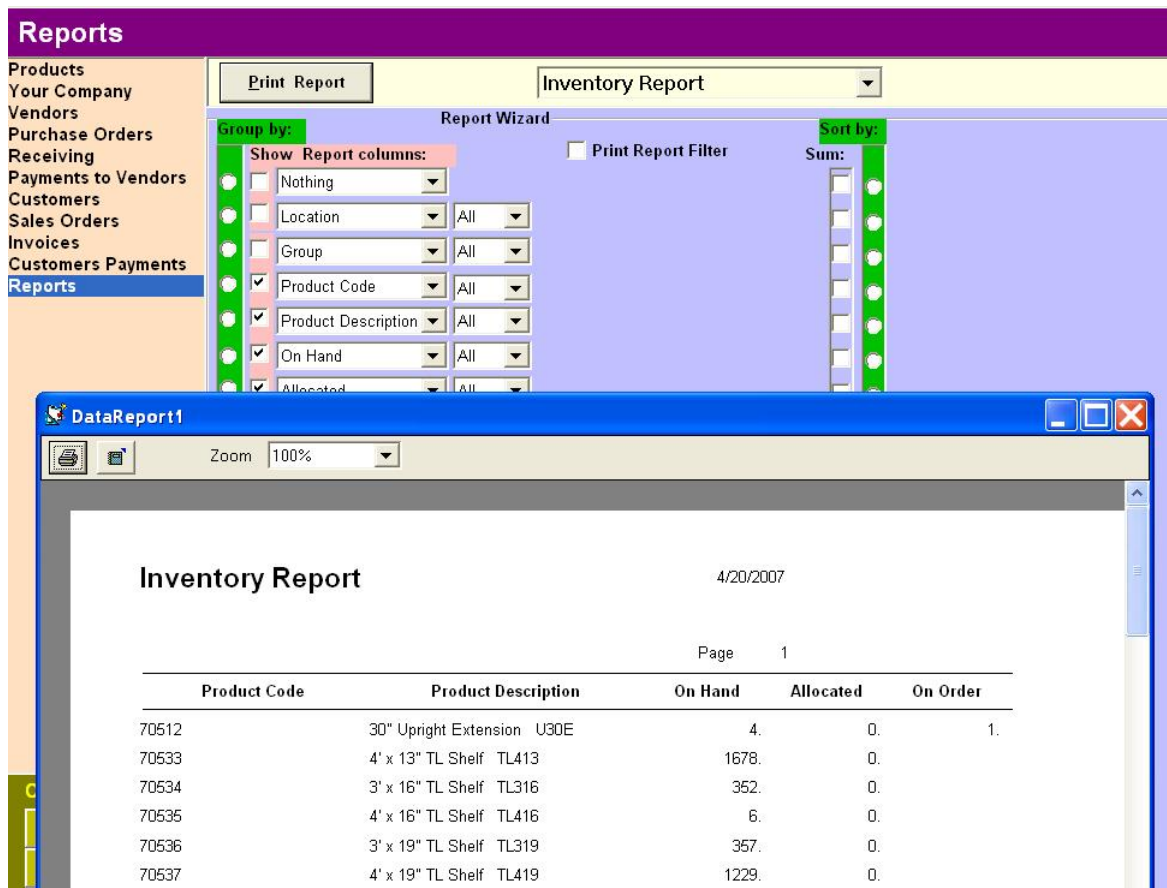 Reports
Products
Your Company
Vendors
Purchase Orders
Receiving
Payments to Vendors
Customers
Sales Orders
Invoices
Customers Payments
Reports
Print Report
Inventory Report
Report Wizard
Group by:
Sort by:
Show Report columns:
Print Report Filter
Sum:
Nothing
Location All
Group All
Product Code All
Product Description All
On Hand All
Allocated All
DataReport1
Zoom 100%
Inventory Report 4/20/2007
Page 1
Product Code Product Description On Hand Allocated On Order
70512 30" Upright Extension U30E 4. 0. 1.
70533 4' x 13" TL Shelf TL413 1678. 0.
70534 3' x 16" TL Shelf TL316 352. 0.
70535 4' x 16" TL Shelf TL416 6. 0.
70536 3' x 19" TL Shelf TL319 357. 0.
70537 4' x 19" TL Shelf TL419 1229. 0.